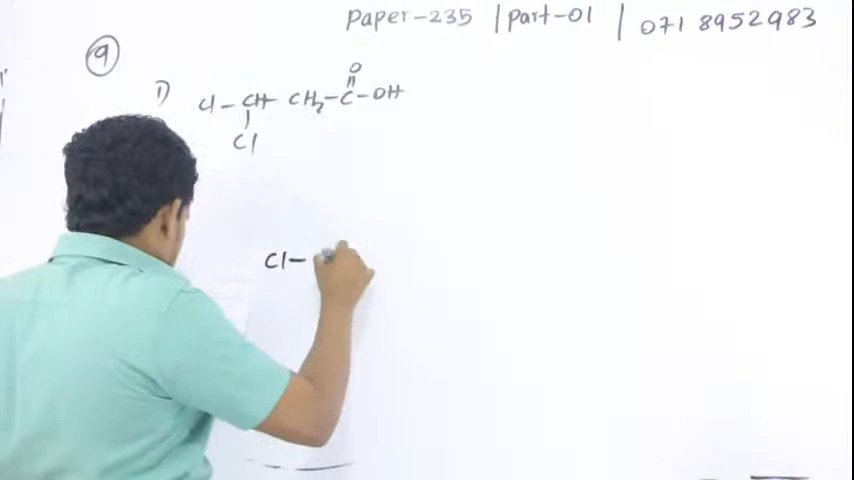 Paper-235 | Part-01 | 071 8952983
9
1)
O
Cl - CH CH2 - C - OH
Cl
Cl -